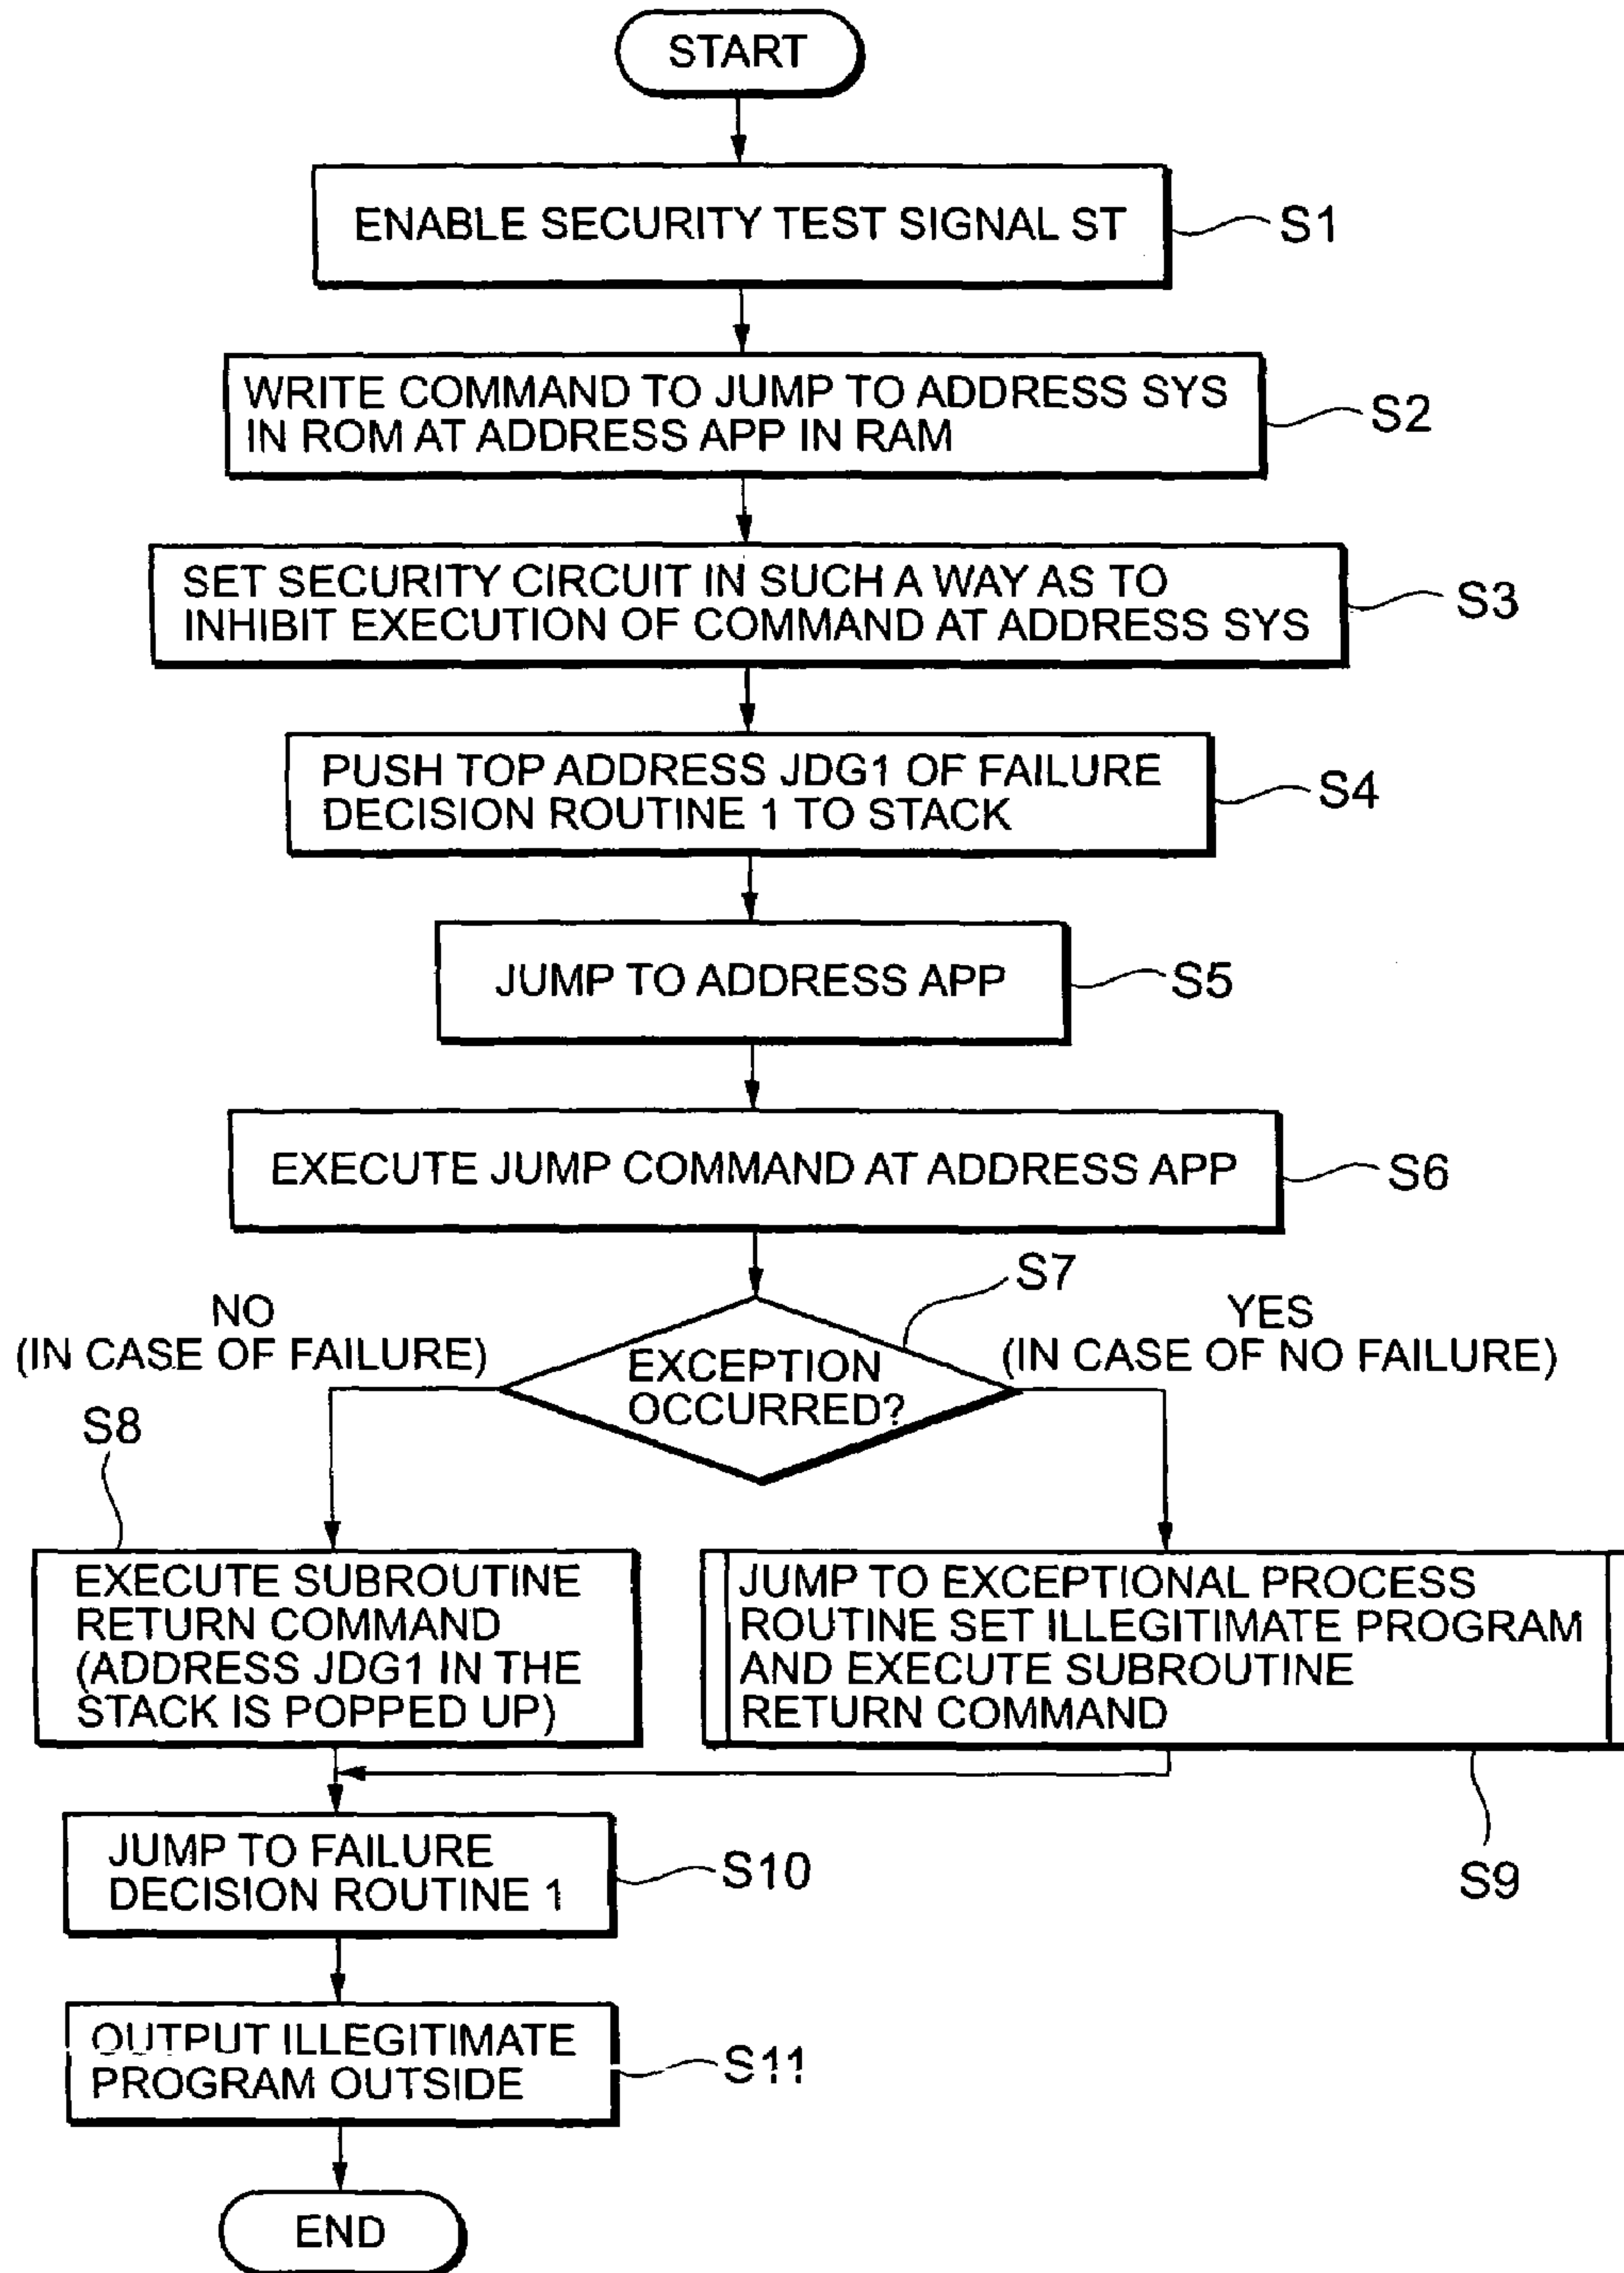 START
ENABLE SECURITY TEST SIGNAL ST
S1
WRITE COMMAND TO JUMP TO ADDRESS SYS
IN ROM AT ADDRESS APP IN RAM
S2
SET SECURITY CIRCUIT IN SUCH A WAY AS TO
INHIBIT EXECUTION OF COMMAND AT ADDRESS SYS
S3
PUSH TOP ADDRESS JDG1 OF FAILURE
DECISION ROUTINE 1 TO STACK
S4
JUMP TO ADDRESS APP
S5
EXECUTE JUMP COMMAND AT ADDRESS APP
S6
S7
NO
(IN CASE OF FAILURE)
EXCEPTION
OCCURRED?
YES
(IN CASE OF NO FAILURE)
S8
EXECUTE SUBROUTINE
RETURN COMMAND
(ADDRESS JDG1 IN THE
STACK IS POPPED UP)
JUMP TO EXCEPTIONAL PROCESS
ROUTINE SET ILLEGITIMATE PROGRAM
AND EXECUTE SUBROUTINE
RETURN COMMAND
S9
JUMP TO FAILURE
DECISION ROUTINE 1
S10
OUTPUT ILLEGITIMATE
PROGRAM OUTSIDE
S11
END